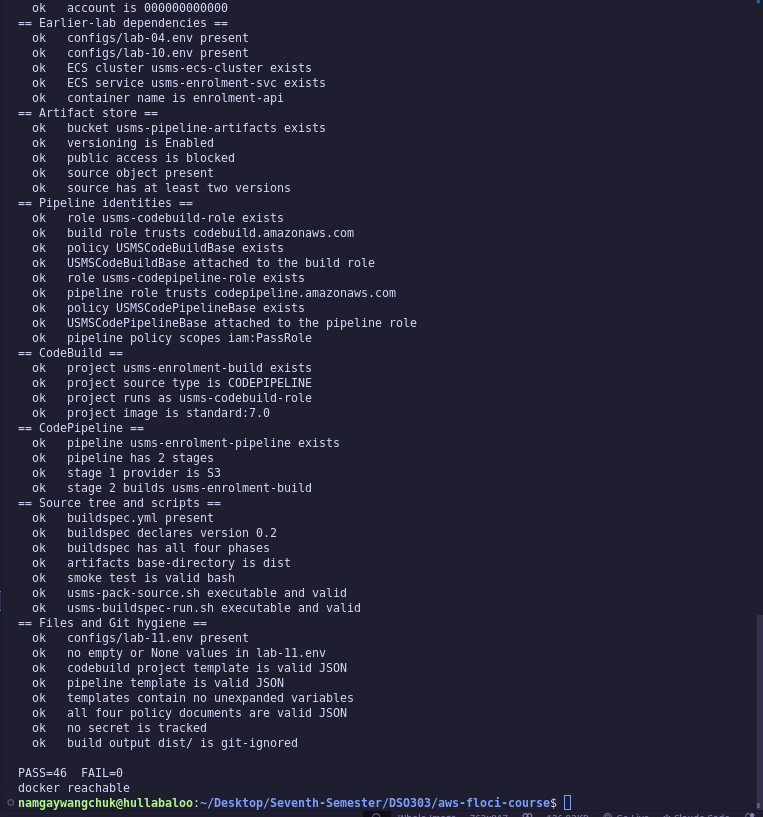 ok account is 000000000000
== Earlier-lab dependencies ==
ok configs/lab-04.env present
ok configs/lab-10.env present
ok ECS cluster usms-ecs-cluster exists
ok ECS service usms-enrolment-svc exists
ok container name is enrolment-api
== Artifact store ==
ok bucket usms-pipeline-artifacts exists
ok versioning is Enabled
ok public access is blocked
ok source object present
ok source has at least two versions
== Pipeline identities ==
ok role usms-codebuild-role exists
ok build role trusts codebuild.amazonaws.com
ok policy USMSCodeBuildBase exists
ok USMSCodeBuildBase attached to the build role
ok role usms-codepipeline-role exists
ok pipeline role trusts codepipeline.amazonaws.com
ok policy USMSCodePipelineBase exists
ok USMSCodePipelineBase attached to the pipeline role
ok pipeline policy scopes iam:PassRole
== CodeBuild ==
ok project usms-enrolment-build exists
ok project source type is CODEPIPELINE
ok project runs as usms-codebuild-role
ok project image is standard:7.0
== CodePipeline ==
ok pipeline usms-enrolment-pipeline exists
ok pipeline has 2 stages
ok stage 1 provider is S3
ok stage 2 builds usms-enrolment-build
== Source tree and scripts ==
ok buildspec.yml present
ok buildspec declares version 0.2
ok buildspec has all four phases
ok artifacts base-directory is dist
ok smoke test is valid bash
ok usms-pack-source.sh executable and valid
ok usms-buildspec-run.sh executable and valid
== Files and Git hygiene ==
ok configs/lab-11.env present
ok no empty or None values in lab-11.env
ok codebuild project template is valid JSON
ok pipeline template is valid JSON
ok templates contain no unexpanded variables
ok all four policy documents are valid JSON
ok no secret is tracked
ok build output dist/ is git-ignored
PASS=46 FAIL=0
docker reachable
namgaywangchuk@hullabaloo:~/Desktop/Seventh-Semester/DSO303/aws-floci-course$